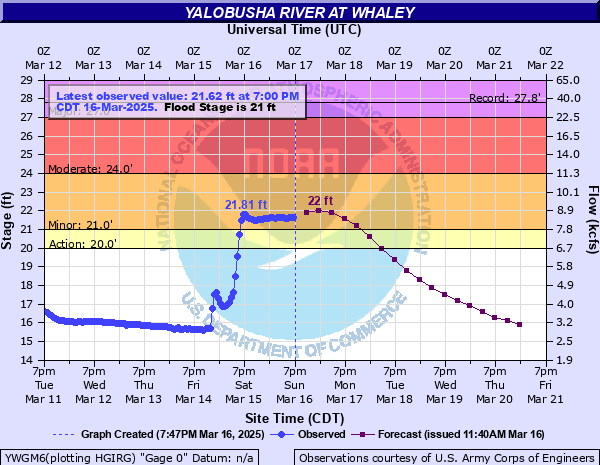 YALOBUSHA RIVER AT WHALEY
Universal Time (UTC)
0Z 0Z 0Z 0Z 0Z 0Z 0Z 0Z 0Z 0Z 0Z
Mar 12 Mar 13 Mar 14 Mar 15 Mar 16 Mar 17 Mar 18 Mar 19 Mar 20 Mar 21 Mar 22
Latest observed value: 21.62 ft at 7:00 PM
CDT 16-Mar-2025. Flood Stage is 21 ft
Record: 27.8'
Major: 27.0'
Moderate: 24.0'
Minor: 21.0'
Action: 20.0'
21.81 ft
22 ft
NOAA
NATIONAL OCEANIC AND ATMOSPHERIC ADMINISTRATION
U.S. DEPARTMENT OF COMMERCE
Stage (ft)
29
28
27
26
25
24
23
22
21
20
19
18
17
16
15
14
Flow (kcfs)
65.0
40.0
22.5
16.5
14.0
11.3
10.1
8.9
7.8
6.7
5.8
4.9
4.0
3.2
2.5
1.9
7pm 7pm 7pm 7pm 7pm 7pm 7pm 7pm 7pm 7pm 7pm
Tue Wed Thu Fri Sat Sun Mon Tue Wed Thu Fri
Mar 11 Mar 12 Mar 13 Mar 14 Mar 15 Mar 16 Mar 17 Mar 18 Mar 19 Mar 20 Mar 21
Site Time (CDT)
Graph Created (7:47PM Mar 16, 2025) Observed Forecast (issued 11:40AM Mar 16)
YWGM6(plotting HGIRG) "Gage 0" Datum: n/a
Observations courtesy of U.S. Army Corps of Engineers